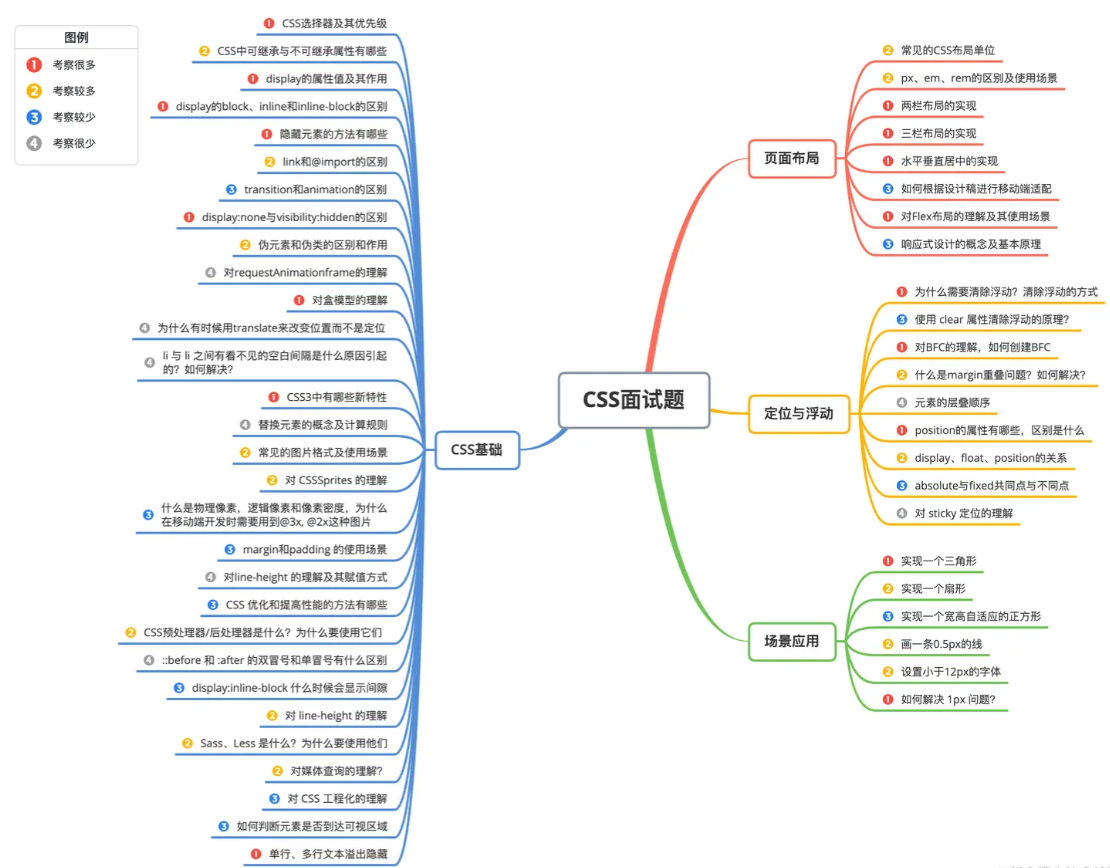 图例
1 考察很多
2 考察较多
3 考察较少
4 考察很少
CSS面试题
CSS基础
1 CSS选择器及其优先级
2 CSS中可继承与不可继承属性有哪些
1 display的属性值及其作用
1 display的block、inline和inline-block的区别
1 隐藏元素的方法有哪些
2 link和@import的区别
3 transition和animation的区别
1 display:none与visibility:hidden的区别
2 伪元素和伪类的区别和作用
4 对requestAnimationframe的理解
1 对盒模型的理解
4 为什么有时候用translate来改变位置而不是定位
4 li 与 li 之间有看不见的空白间隔是什么原因引起
的？如何解决？
1 CSS3中有哪些新特性
4 替换元素的概念及计算规则
2 常见的图片格式及使用场景
2 对 CSSSprites 的理解
3 什么是物理像素，逻辑像素和像素密度，为什么
在移动端开发时需要用到@3x, @2x这种图片
3 margin和padding 的使用场景
4 对line-height 的理解及其赋值方式
3 CSS 优化和提高性能的方法有哪些
2 CSS预处理器/后处理器是什么？为什么要使用它们
4 ::before 和 :after 的双冒号和单冒号有什么区别
3 display:inline-block 什么时候会显示间隙
2 对 line-height 的理解
2 Sass、Less 是什么？为什么要使用他们
2 对媒体查询的理解？
3 对 CSS 工程化的理解
3 如何判断元素是否到达可视区域
1 单行、多行文本溢出隐藏
页面布局
2 常见的CSS布局单位
2 px、em、rem的区别及使用场景
1 两栏布局的实现
1 三栏布局的实现
1 水平垂直居中的实现
3 如何根据设计稿进行移动端适配
1 对Flex布局的理解及其使用场景
3 响应式设计的概念及基本原理
定位与浮动
1 为什么需要清除浮动？清除浮动的方式
3 使用 clear 属性清除浮动的原理？
1 对BFC的理解，如何创建BFC
2 什么是margin重叠问题？如何解决？
4 元素的层叠顺序
1 position的属性有哪些，区别是什么
2 display、float、position的关系
3 absolute与fixed共同点与不同点
4 对 sticky 定位的理解
场景应用
1 实现一个三角形
2 实现一个扇形
3 实现一个宽高自适应的正方形
2 画一条0.5px的线
2 设置小于12px的字体
1 如何解决 1px 问题？